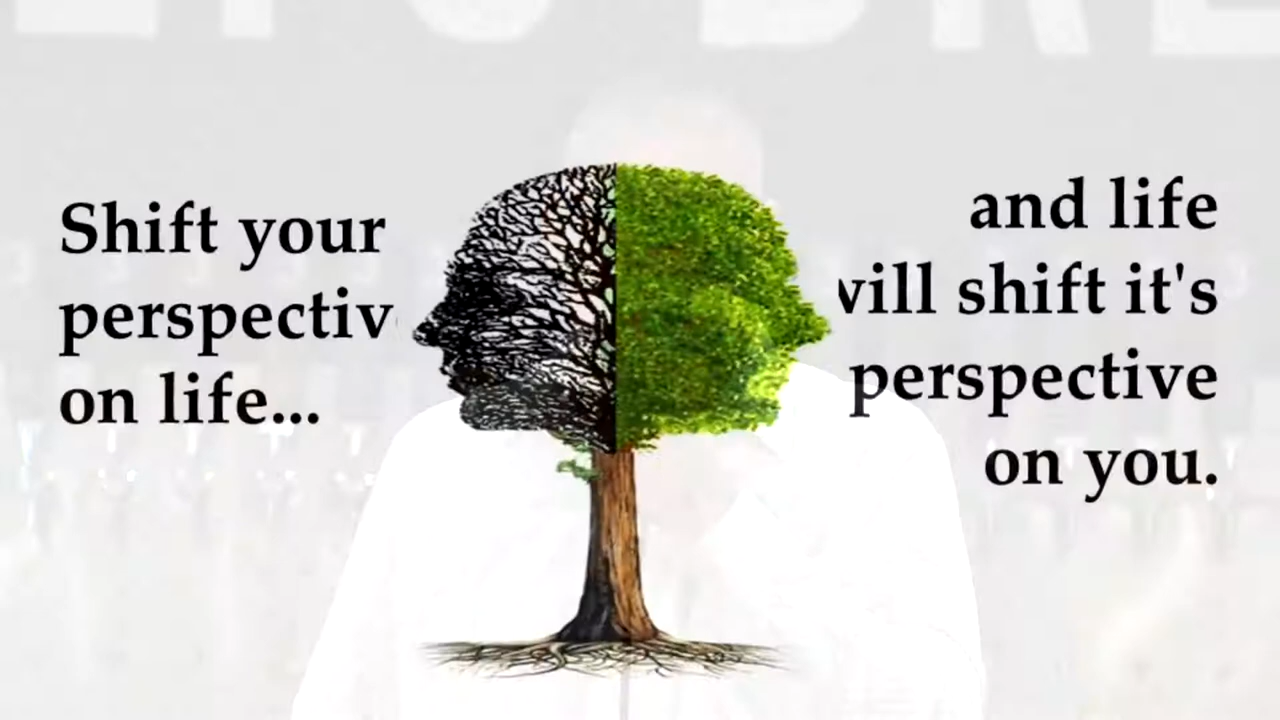 Shift your
perspectiv
on life...
and life
vill shift it's
perspective
on you.